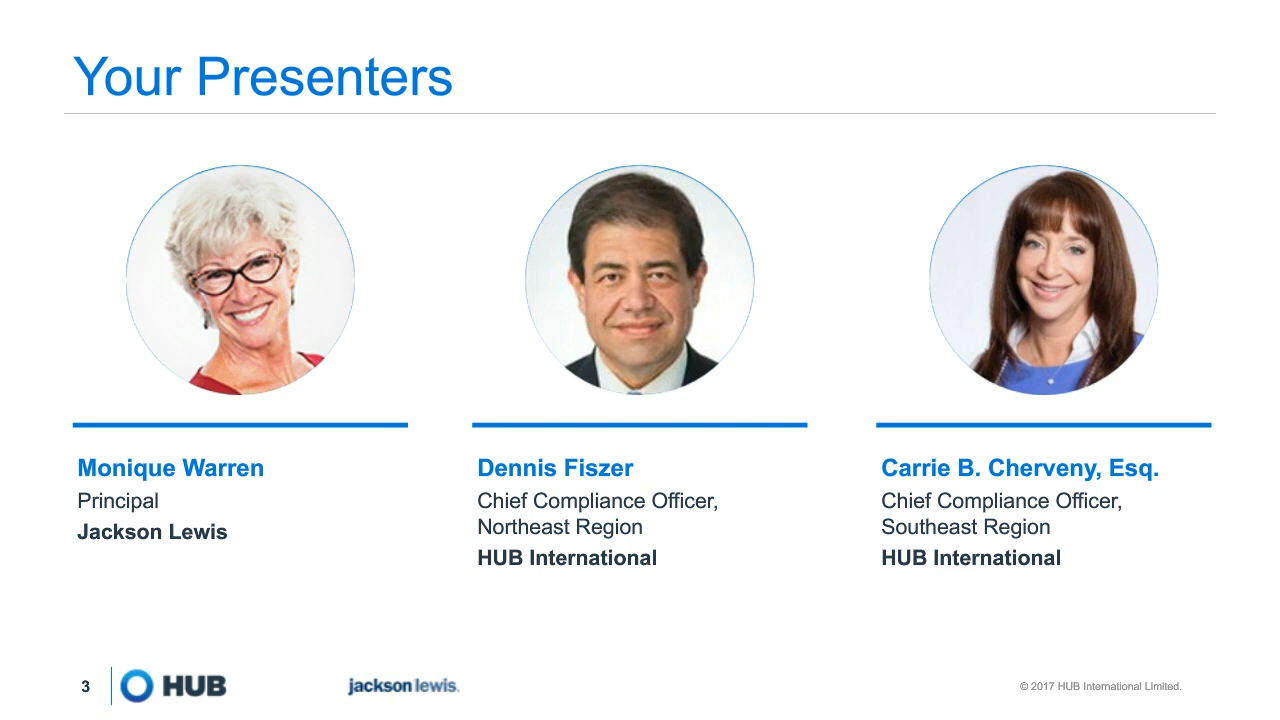 Your Presenters
Monique Warren
Principal
Jackson Lewis
Dennis Fiszer
Chief Compliance Officer,
Northeast Region
HUB International
Carrie B. Cherveny, Esq.
Chief Compliance Officer,
Southeast Region
HUB International
3
HUB
jackson lewis.
© 2017 HUB International Limited.